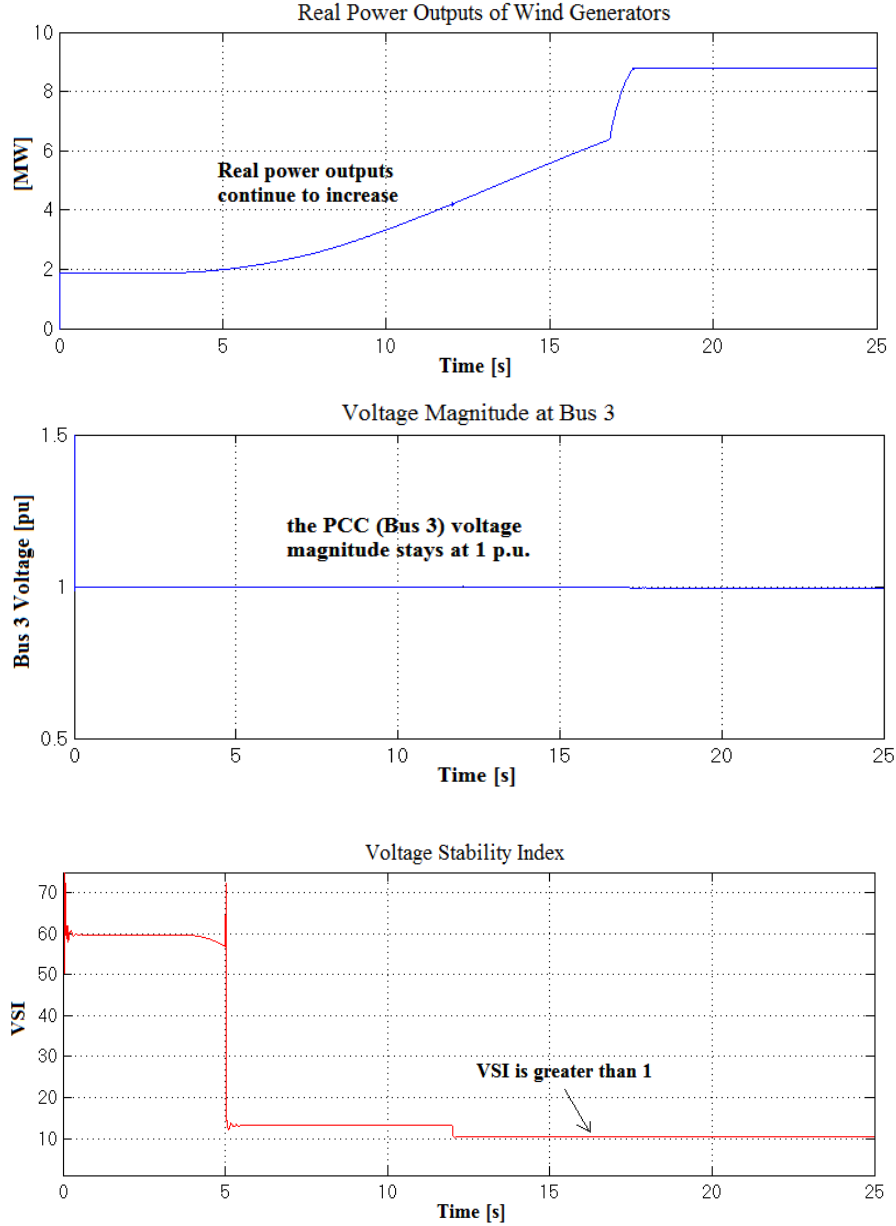 Real Power Outputs of Wind Generators
10
8
6
4
2
0
[MW]
Real power outputs
continue to increase
0 5 10 15 20 25
Time [s]
Voltage Magnitude at Bus 3
1.5
1
0.5
Bus 3 Voltage [pu]
the PCC (Bus 3) voltage
magnitude stays at 1 p.u.
0 5 10 15 20 25
Time [s]
Voltage Stability Index
70
60
50
40
30
20
10
VSI
VSI is greater than 1
0 5 10 15 20 25
Time [s]